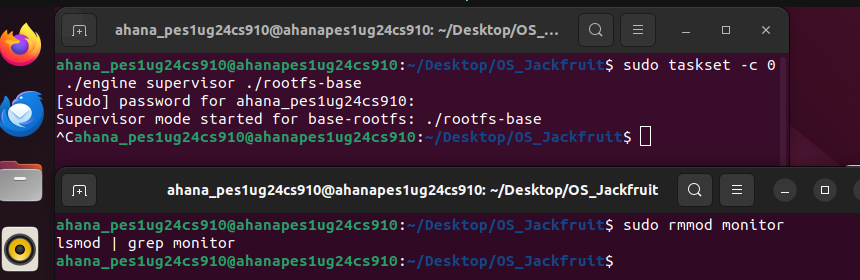 ahana_pes1ug24cs910@ahanapes1ug24cs910: ~/Desktop/OS_…
ahana_pes1ug24cs910@ahanapes1ug24cs910:~/Desktop/OS_Jackfruit$ sudo taskset -c 0
 ./engine supervisor ./rootfs-base
[sudo] password for ahana_pes1ug24cs910:
Supervisor mode started for base-rootfs: ./rootfs-base
^Cahana_pes1ug24cs910@ahanapes1ug24cs910:~/Desktop/OS_Jackfruit$
ahana_pes1ug24cs910@ahanapes1ug24cs910: ~/Desktop/OS_Jackfruit
ahana_pes1ug24cs910@ahanapes1ug24cs910:~/Desktop/OS_Jackfruit$ sudo rmmod monitor
lsmod | grep monitor
ahana_pes1ug24cs910@ahanapes1ug24cs910:~/Desktop/OS_Jackfruit$